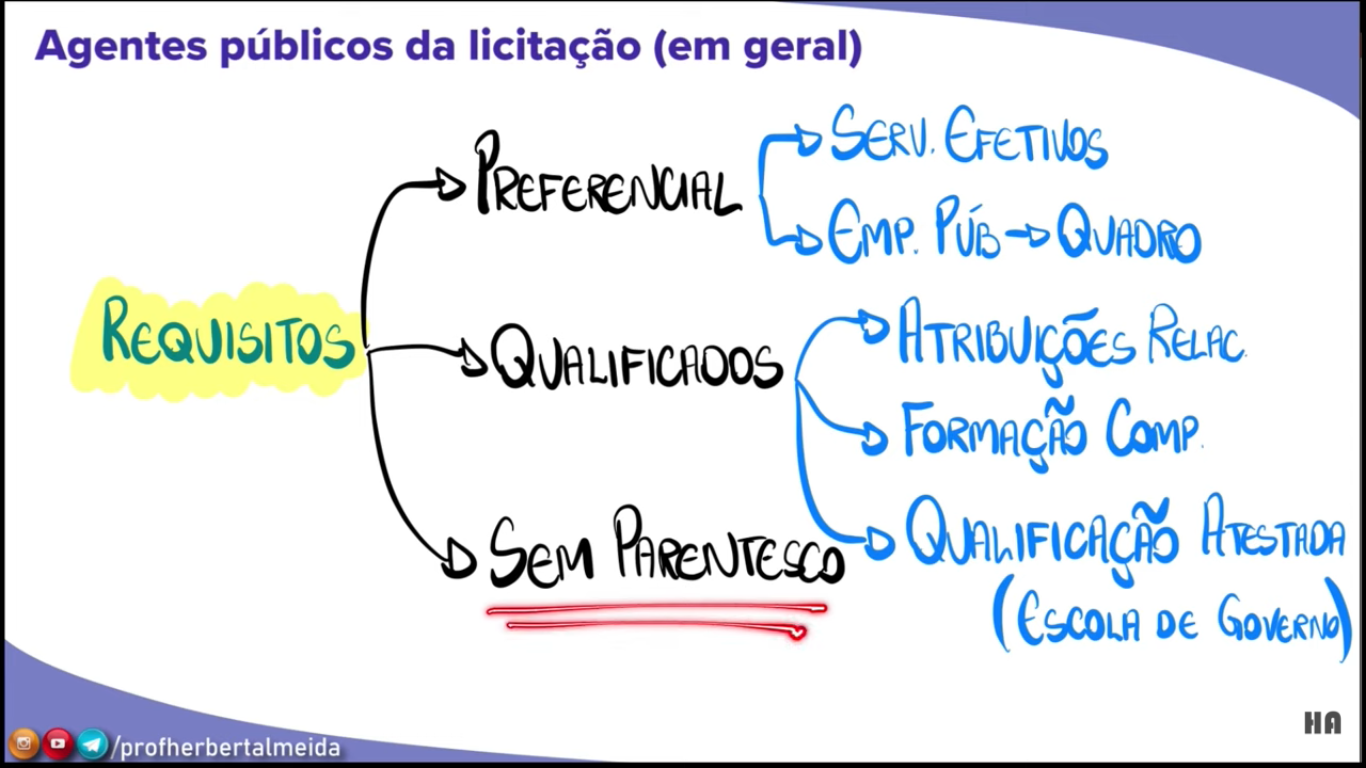 Agentes públicos da licitação (em geral)
REQUISITOS
PREFERENCIAL
SERV. EFETIVOS
EMP. PÚB → QUADRO
QUALIFICADOS
ATRIBUIÇÕES RELAC.
FORMAÇÃO COMP.
QUALIFICAÇÃO ATESTADA
(ESCOLA DE GOVERNO)
SEM PARENTESCO
/profherbertalmeida
HA